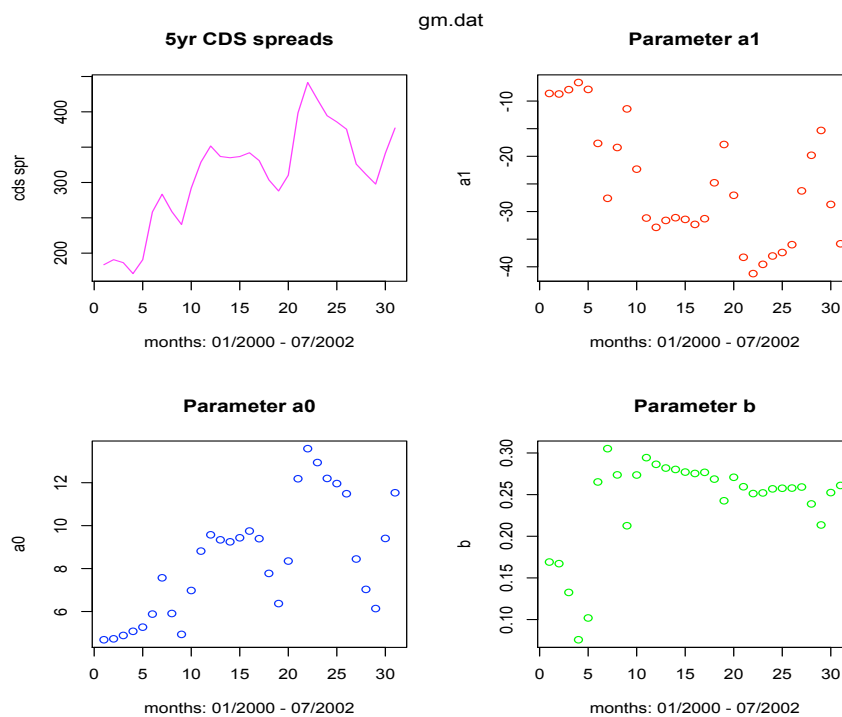 gm.dat
5yr CDS spreads
cds spr
200 300 400
0 5 10 15 20 25 30
months: 01/2000 - 07/2002
Parameter a1
a1
-40 -30 -20 -10
0 5 10 15 20 25 30
months: 01/2000 - 07/2002
Parameter a0
a0
6 8 10 12
0 5 10 15 20 25 30
months: 01/2000 - 07/2002
Parameter b
b
0.10 0.15 0.20 0.25 0.30
0 5 10 15 20 25 30
months: 01/2000 - 07/2002